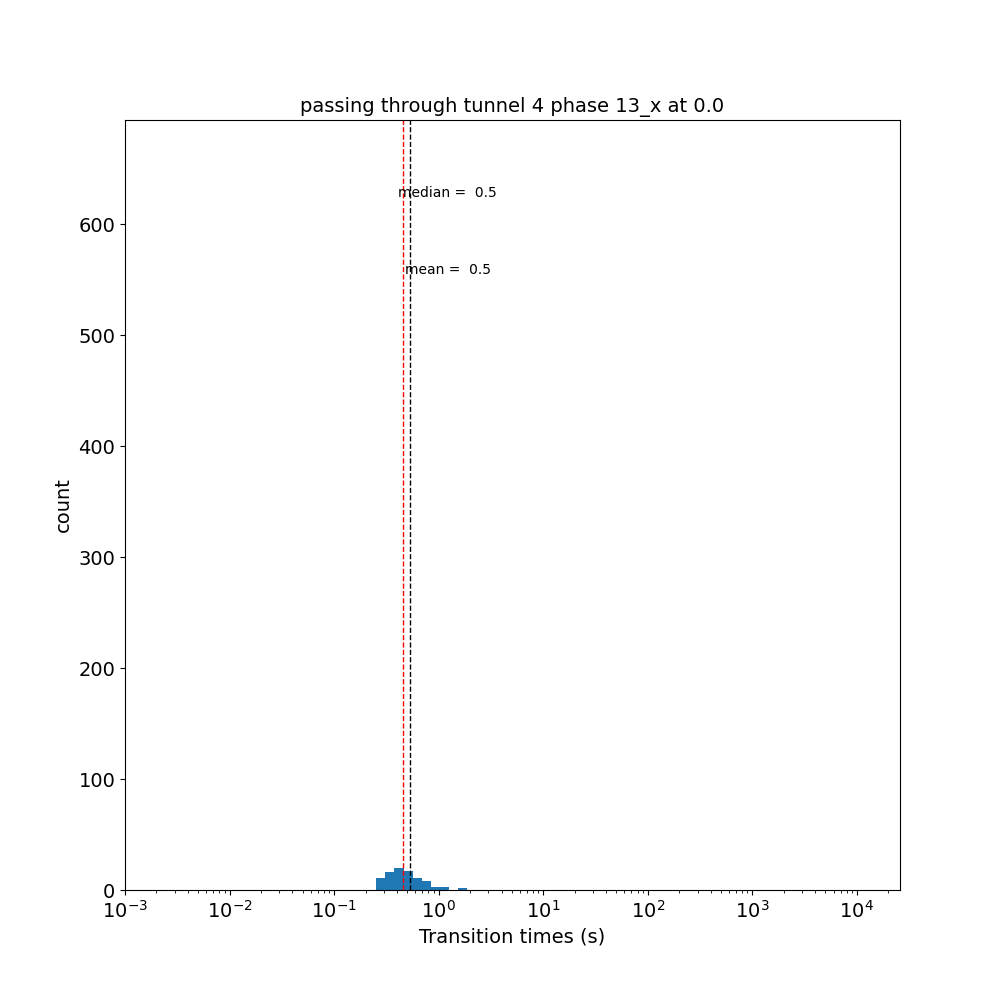 passing through tunnel 4 phase 13_x at 0.0
median =  0.5
mean =  0.5
600
500
400
300
200
100
0
count
10⁻³ 10⁻² 10⁻¹ 10⁰ 10¹ 10² 10³ 10⁴
Transition times (s)